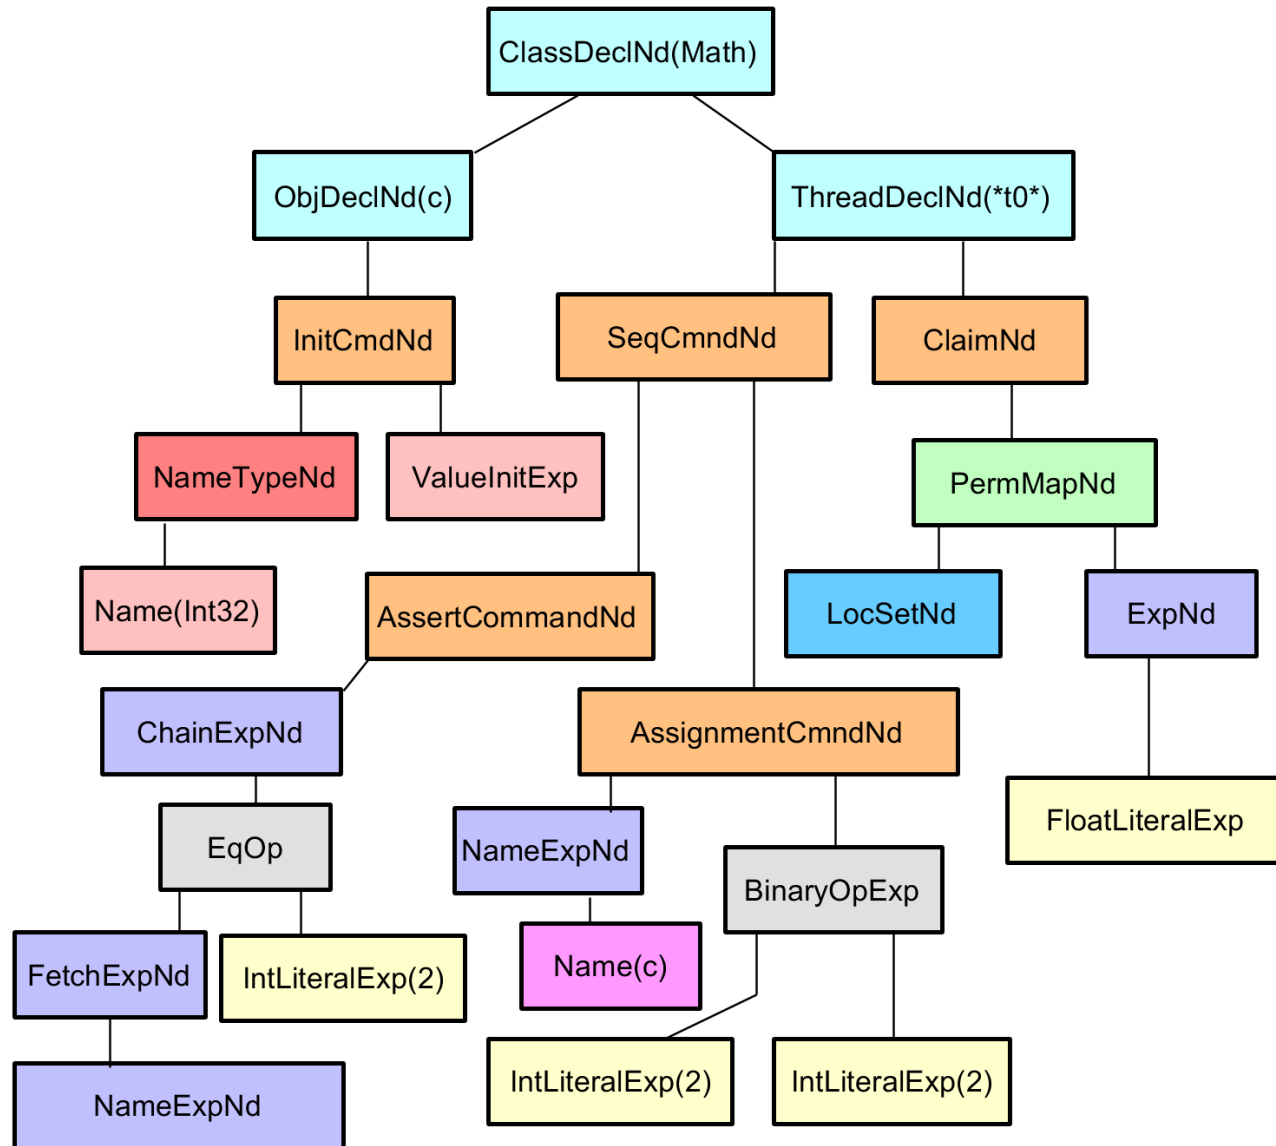 ClassDeclNd(Math)
ObjDeclNd(c)
ThreadDeclNd(*t0*)
InitCmdNd
SeqCmndNd
ClaimNd
NameTypeNd
ValueInitExp
PermMapNd
Name(Int32)
AssertCommandNd
LocSetNd
ExpNd
ChainExpNd
AssignmentCmndNd
EqOp
NameExpNd
BinaryOpExp
FloatLiteralExp
FetchExpNd
IntLiteralExp(2)
Name(c)
IntLiteralExp(2)
IntLiteralExp(2)
NameExpNd